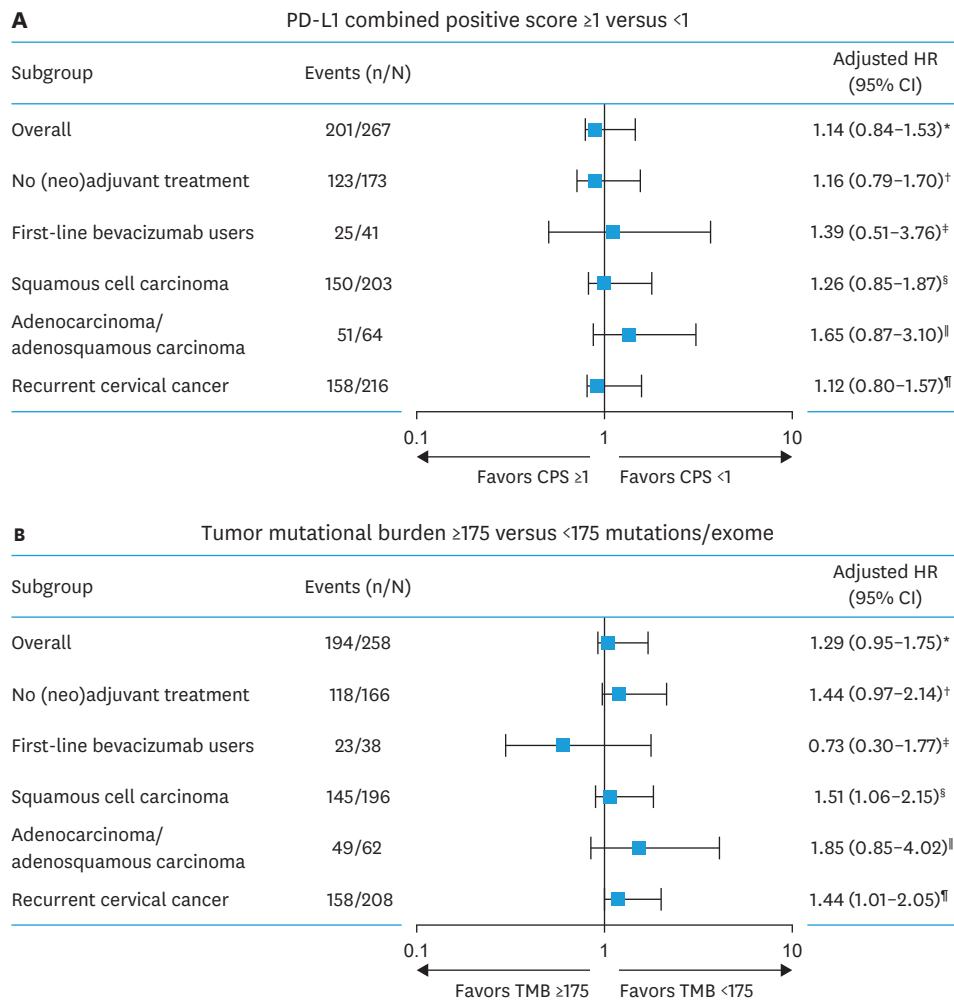 A PD-L1 combined positive score ≥1 versus <1
Subgroup Events (n/N) Adjusted HR
(95% CI)
Overall 201/267 1.14 (0.84–1.53)*
No (neo)adjuvant treatment 123/173 1.16 (0.79–1.70)†
First-line bevacizumab users 25/41 1.39 (0.51–3.76)‡
Squamous cell carcinoma 150/203 1.26 (0.85–1.87)§
Adenocarcinoma/
adenosquamous carcinoma 51/64 1.65 (0.87–3.10)‖
Recurrent cervical cancer 158/216 1.12 (0.80–1.57)¶
0.1 1 10
Favors CPS ≥1 Favors CPS <1
B Tumor mutational burden ≥175 versus <175 mutations/exome
Subgroup Events (n/N) Adjusted HR
(95% CI)
Overall 194/258 1.29 (0.95–1.75)*
No (neo)adjuvant treatment 118/166 1.44 (0.97–2.14)†
First-line bevacizumab users 23/38 0.73 (0.30–1.77)‡
Squamous cell carcinoma 145/196 1.51 (1.06–2.15)§
Adenocarcinoma/
adenosquamous carcinoma 49/62 1.85 (0.85–4.02)‖
Recurrent cervical cancer 158/208 1.44 (1.01–2.05)¶
0.1 1 10
Favors TMB ≥175 Favors TMB <175